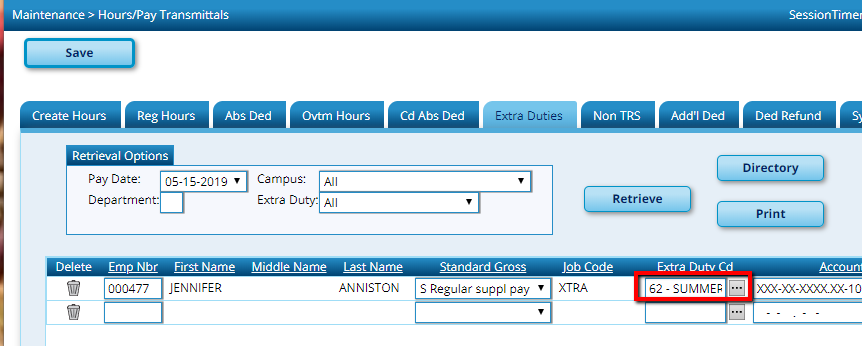 Maintenance > Hours/Pay Transmittals SessionTimer
Save
Create Hours Reg Hours Abs Ded Ovtm Hours Cd Abs Ded Extra Duties Non TRS Add'l Ded Ded Refund Sy
Retrieval Options
Pay Date: 05-15-2019 Campus: All
Department: Extra Duty: All
Retrieve
Directory
Print
Delete Emp Nbr First Name Middle Name Last Name Standard Gross Job Code Extra Duty Cd Account
000477 JENNIFER ANNISTON S Regular suppl pay XTRA 62 - SUMMER ... XXX-XX-XXXX.XX-10
... - - . - -